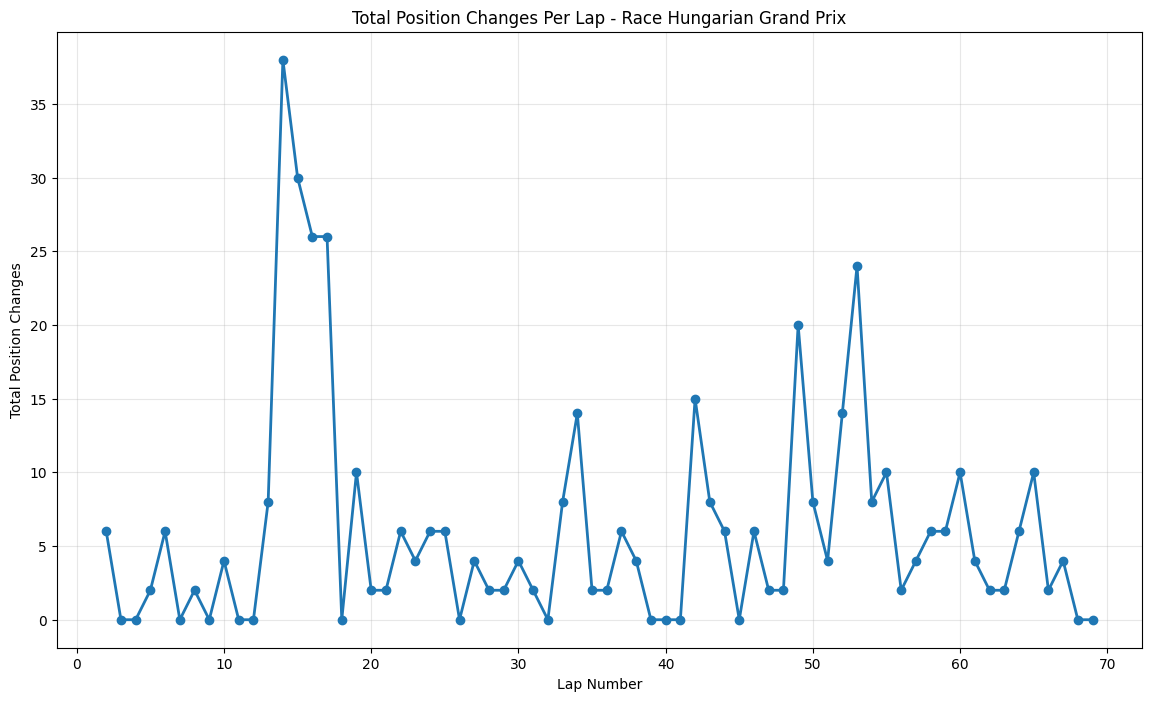 Total Position Changes Per Lap - Race Hungarian Grand Prix
Total Position Changes
35
30
25
20
15
10
5
0
0 10 20 30 40 50 60 70
Lap Number